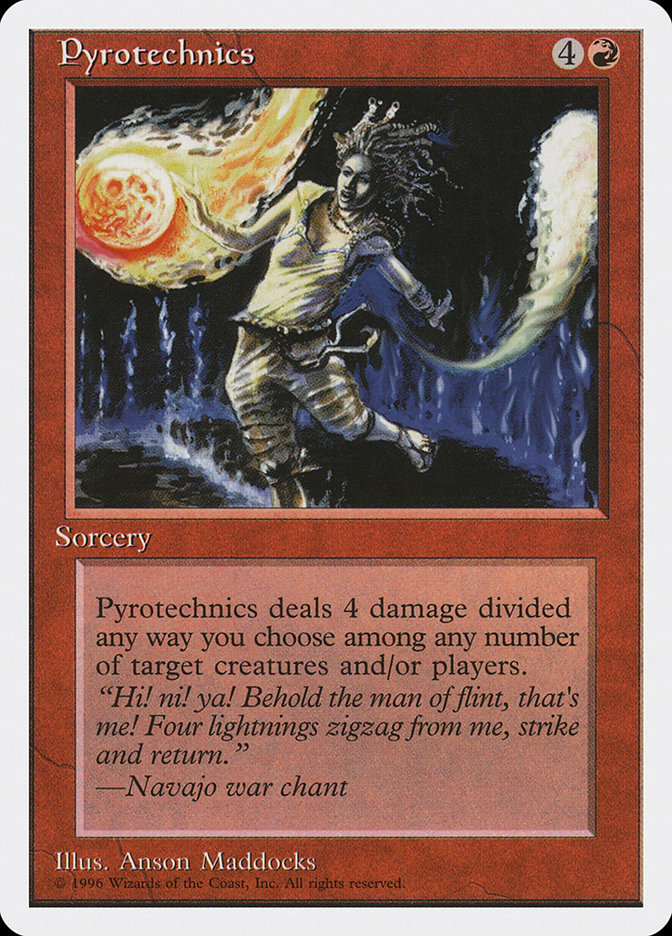 Pyrotechnics 4
Sorcery
Pyrotechnics deals 4 damage divided
any way you choose among any number
of target creatures and/or players.
“Hi! ni! ya! Behold the man of flint, that's
me! Four lightnings zigzag from me, strike
and return.”
—Navajo war chant
Illus. Anson Maddocks
© 1996 Wizards of the Coast, Inc. All rights reserved.